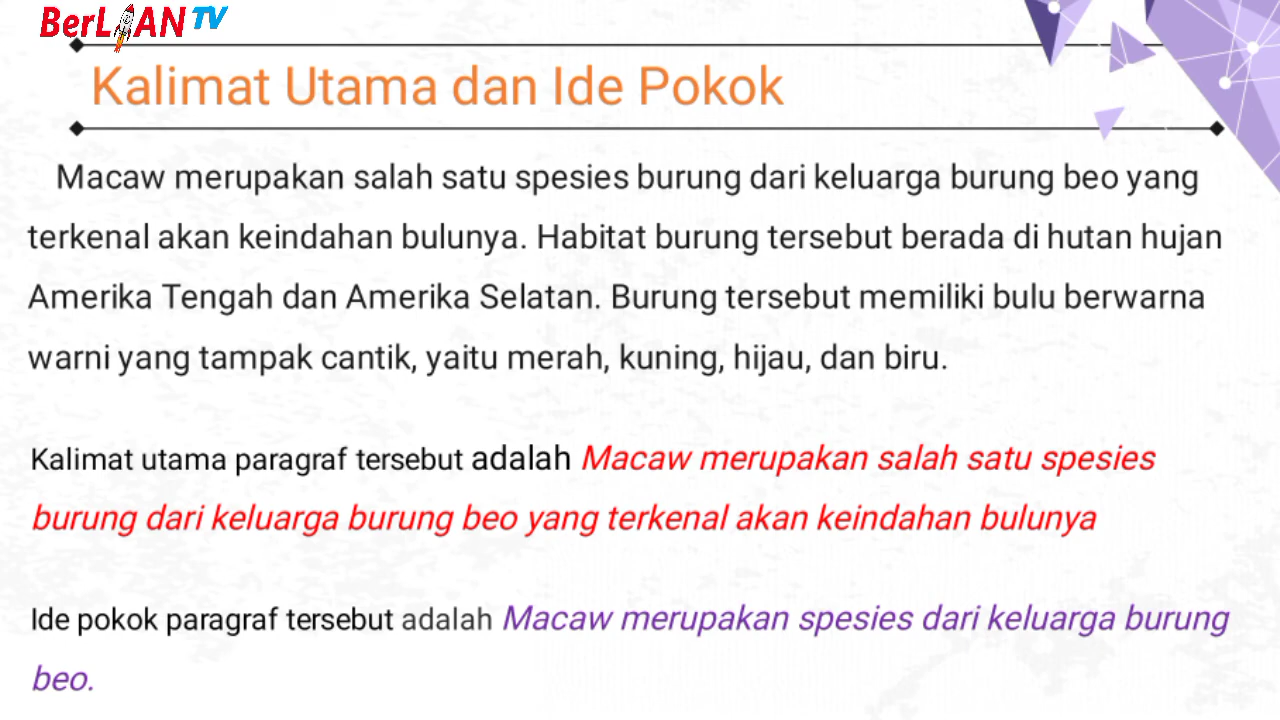 BerLIAN TV
Kalimat Utama dan Ide Pokok
Macaw merupakan salah satu spesies burung dari keluarga burung beo yang
terkenal akan keindahan bulunya. Habitat burung tersebut berada di hutan hujan
Amerika Tengah dan Amerika Selatan. Burung tersebut memiliki bulu berwarna
warni yang tampak cantik, yaitu merah, kuning, hijau, dan biru.
Kalimat utama paragraf tersebut adalah Macaw merupakan salah satu spesies
burung dari keluarga burung beo yang terkenal akan keindahan bulunya
Ide pokok paragraf tersebut adalah Macaw merupakan spesies dari keluarga burung
beo.